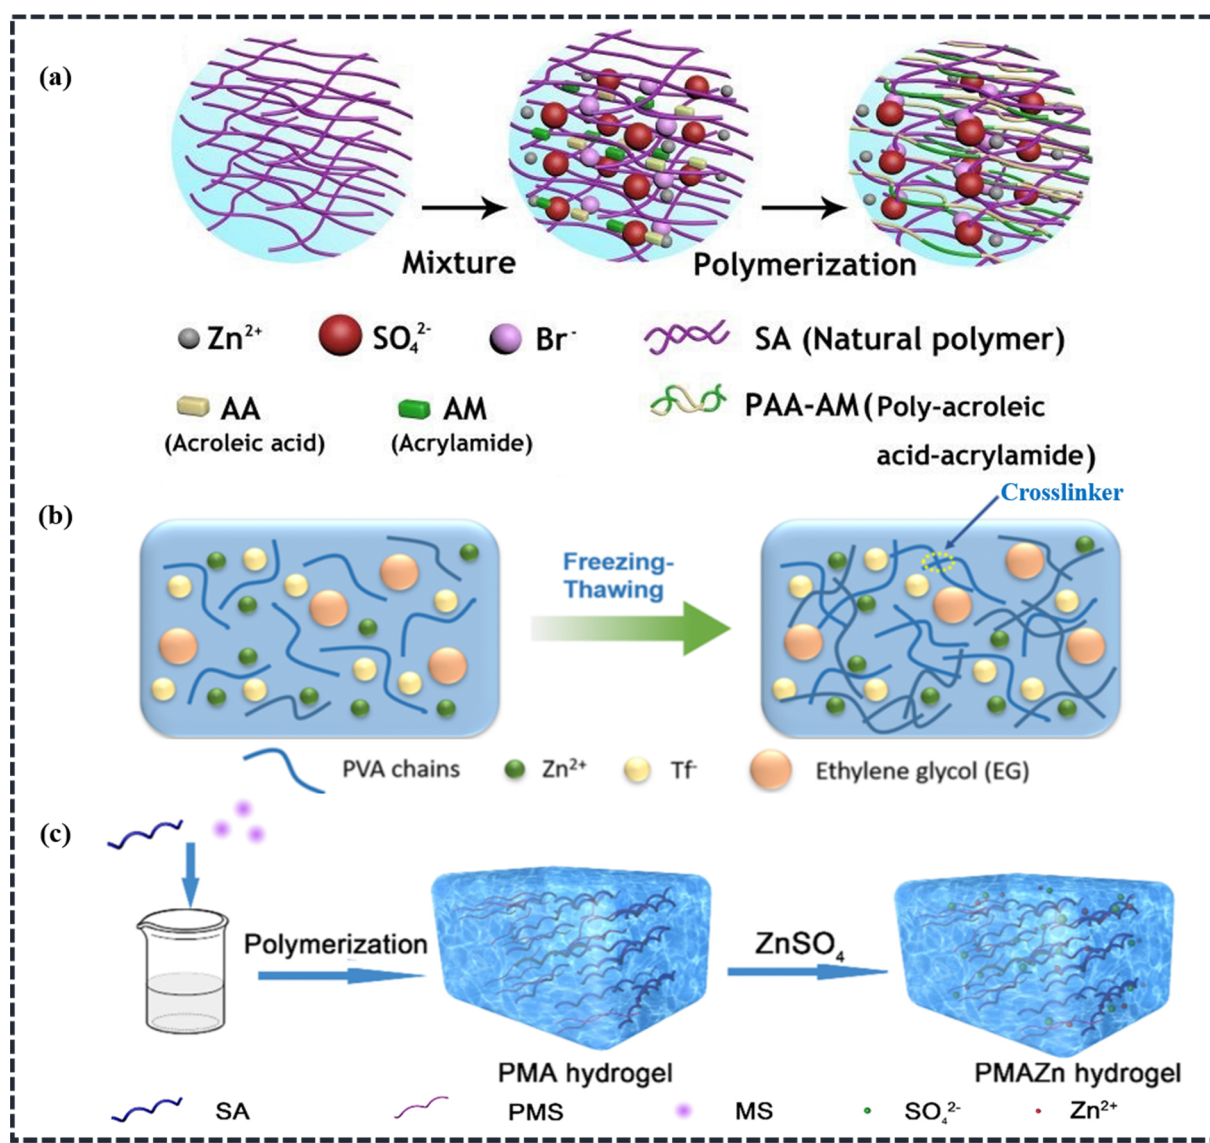 (a)
Mixture
Polymerization
Zn²⁺
SO₄²⁻
Br⁻
SA (Natural polymer)
AA
(Acroleic acid)
AM
(Acrylamide)
PAA-AM (Poly-acroleic
acid-acrylamide)
Crosslinker
(b)
Freezing-
Thawing
PVA chains
Zn²⁺
Tf⁻
Ethylene glycol (EG)
(c)
Polymerization
ZnSO₄
PMA hydrogel
PMAZn hydrogel
SA
PMS
MS
SO₄²⁻
Zn²⁺